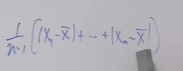 1/(n-1) (|x₁ - x̄| + ... + |xₙ - x̄|)